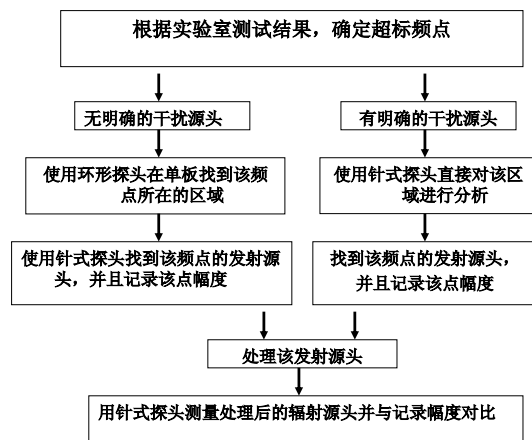 根据实验室测试结果，确定超标频点
无明确的干扰源头
有明确的干扰源头
使用环形探头在单板找到该频
点所在的区域
使用针式探头直接对该区
域进行分析
使用针式探头找到该频点的发射源
头，并且记录该点幅度
找到该频点的发射源头，
并且记录该点幅度
处理该发射源头
用针式探头测量处理后的辐射源头并与记录幅度对比